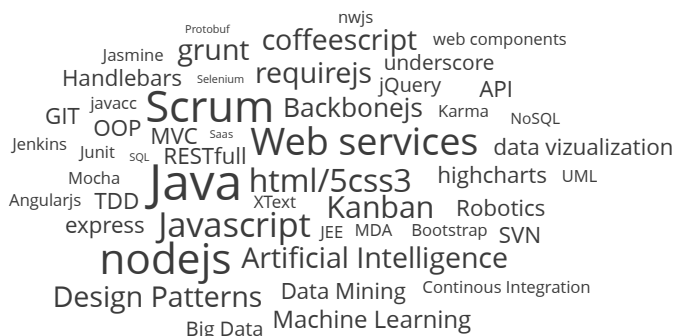 nwjs
Protobuf
coffeescript web components
grunt
Jasmine underscore
Handlebars Selenium requirejs jQuery API
GIT javacc Scrum Backbonejs Karma NoSQL
OOP MVC Saas Web services data vizualization
Jenkins Junit SQL RESTfull
Mocha Java html/5css3 highcharts UML
Angularjs TDD XText Kanban Robotics
express Javascript JEE MDA Bootstrap SVN
nodejs Artificial Intelligence
Design Patterns Data Mining Continous Integration
Big Data Machine Learning